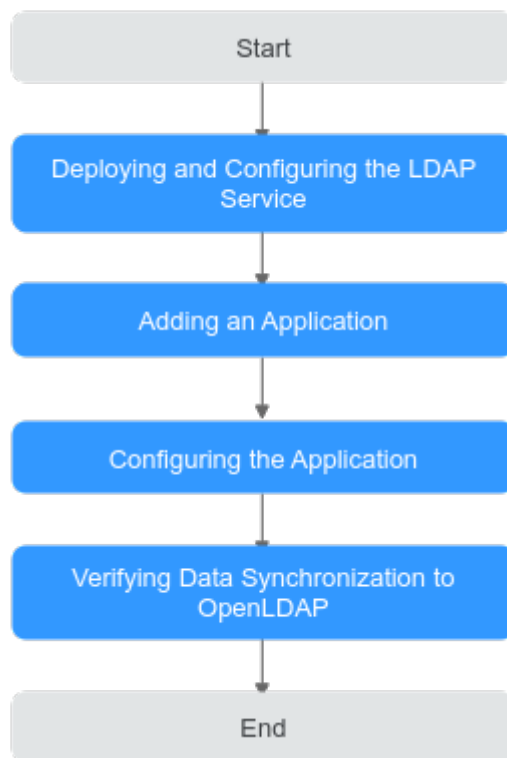 Start
Deploying and Configuring the LDAP
Service
Adding an Application
Configuring the Application
Verifying Data Synchronization to
OpenLDAP
End